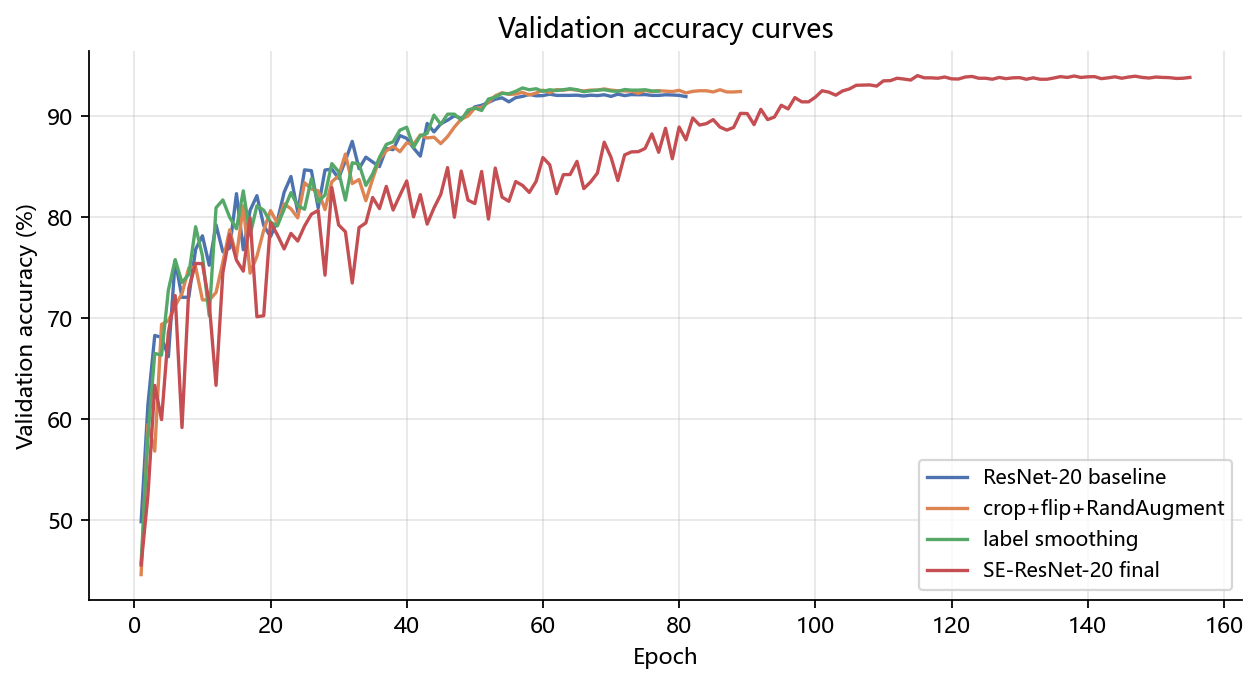 Validation accuracy curves
Validation accuracy (%)
90
80
70
60
50
0 20 40 60 80 100 120 140 160
Epoch
ResNet-20 baseline
crop+flip+RandAugment
label smoothing
SE-ResNet-20 final